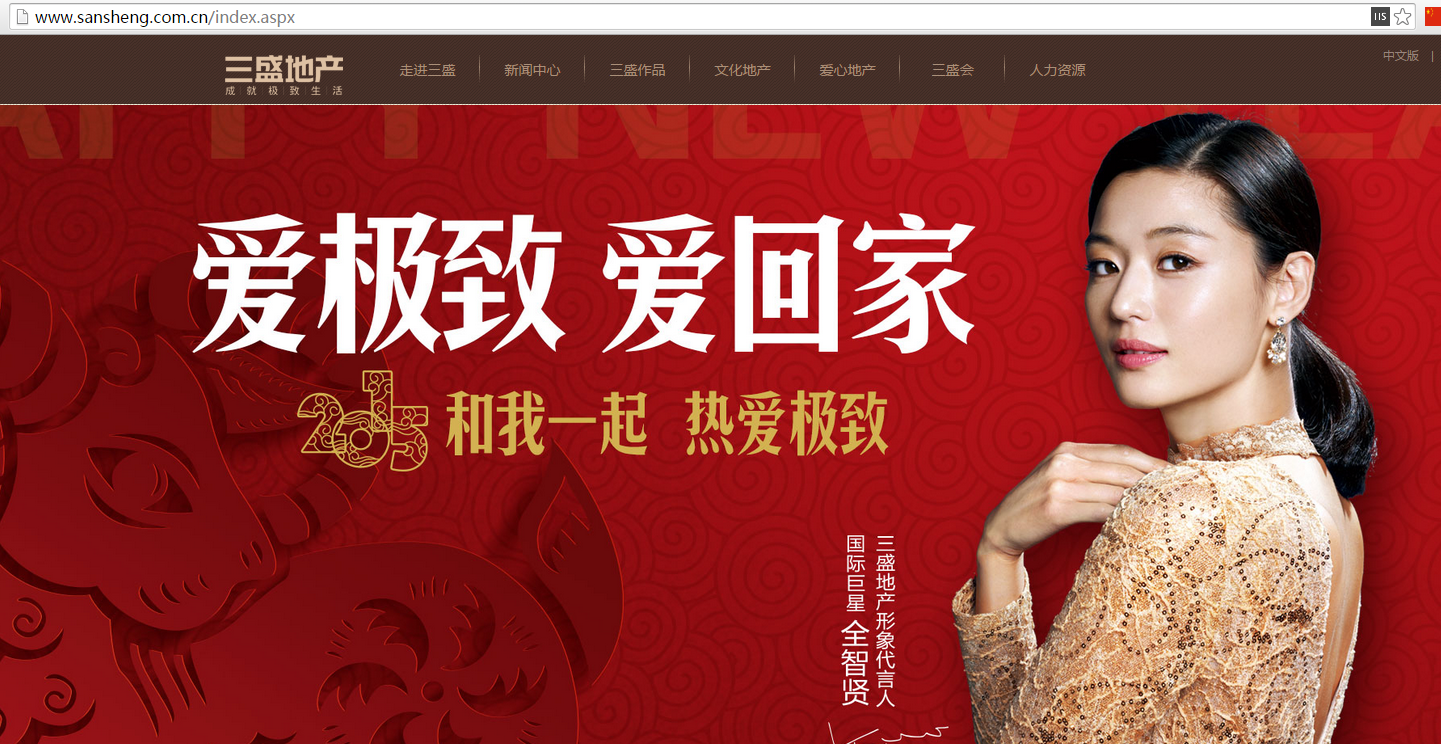 www.sansheng.com.cn/index.aspx
IIS
中文版 |
三盛地产
成就极致生活
走进三盛 新闻中心 三盛作品 文化地产 爱心地产 三盛会 人力资源
APPY NEW YEA
爱极致 爱回家
2015 和我一起 热爱极致
三盛地产形象代言人
国际巨星 全智贤